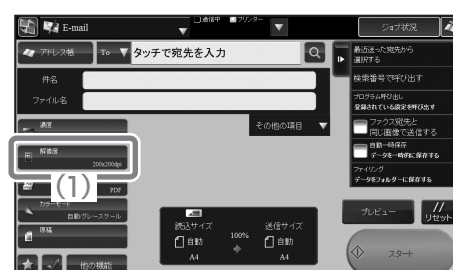 E-mail
通信中
プリンター
ジョブ状況
アドレス帳
To
タッチで宛先を入力
最近送った宛先から
選択する
件名
検索番号で呼び出す
ファイル名
プログラム呼び出し
登録されている設定を呼び出す
濃度
その他の項目
ファクス宛先と
同じ画像で送信する
解像度
200x200dpi
自動一時保存
データを一時的に保存する
(1)
PDF
ファイリング
データをフォルダーに保存する
カラーモード
自動/グレースケール
プレビュー
リセット
原稿
読込サイズ
100%
送信サイズ
自動
自動
A4
A4
スタート
他の機能